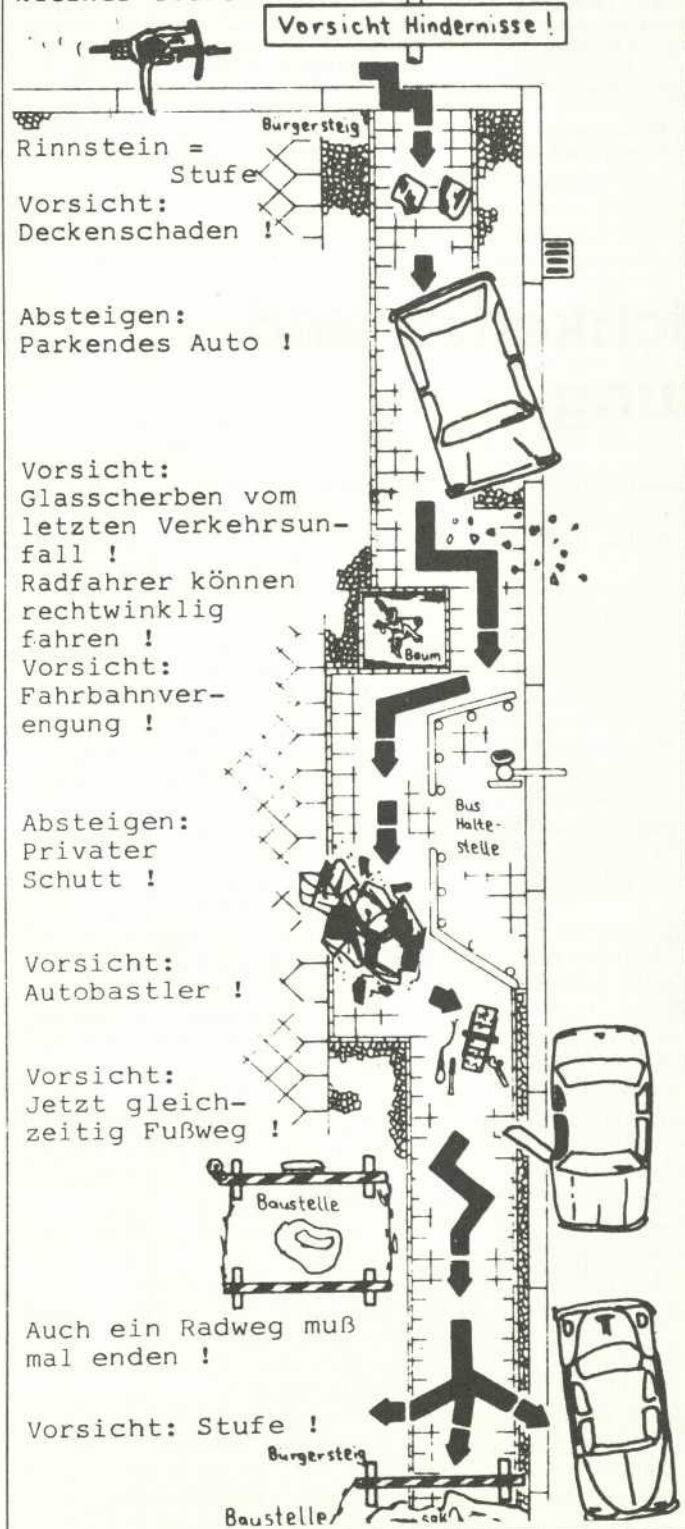 Vorsicht Hindernisse !
Bürgersteig
Rinnstein =
Stufe
Vorsicht:
Deckenschaden !
Absteigen:
Parkendes Auto !
Vorsicht:
Glasscherben vom
letzten Verkehrsun-
fall !
Radfahrer können
rechtwinklig
fahren !
Baum
Vorsicht:
Fahrbahnver-
engung !
Bus
Halte-
stelle
Absteigen:
Privater
Schutt !
Vorsicht:
Autobastler !
Vorsicht:
Jetzt gleich-
zeitig Fußweg !
Baustelle
Auch ein Radweg muß
mal enden !
Vorsicht: Stufe !
Bürgersteig
Baustelle